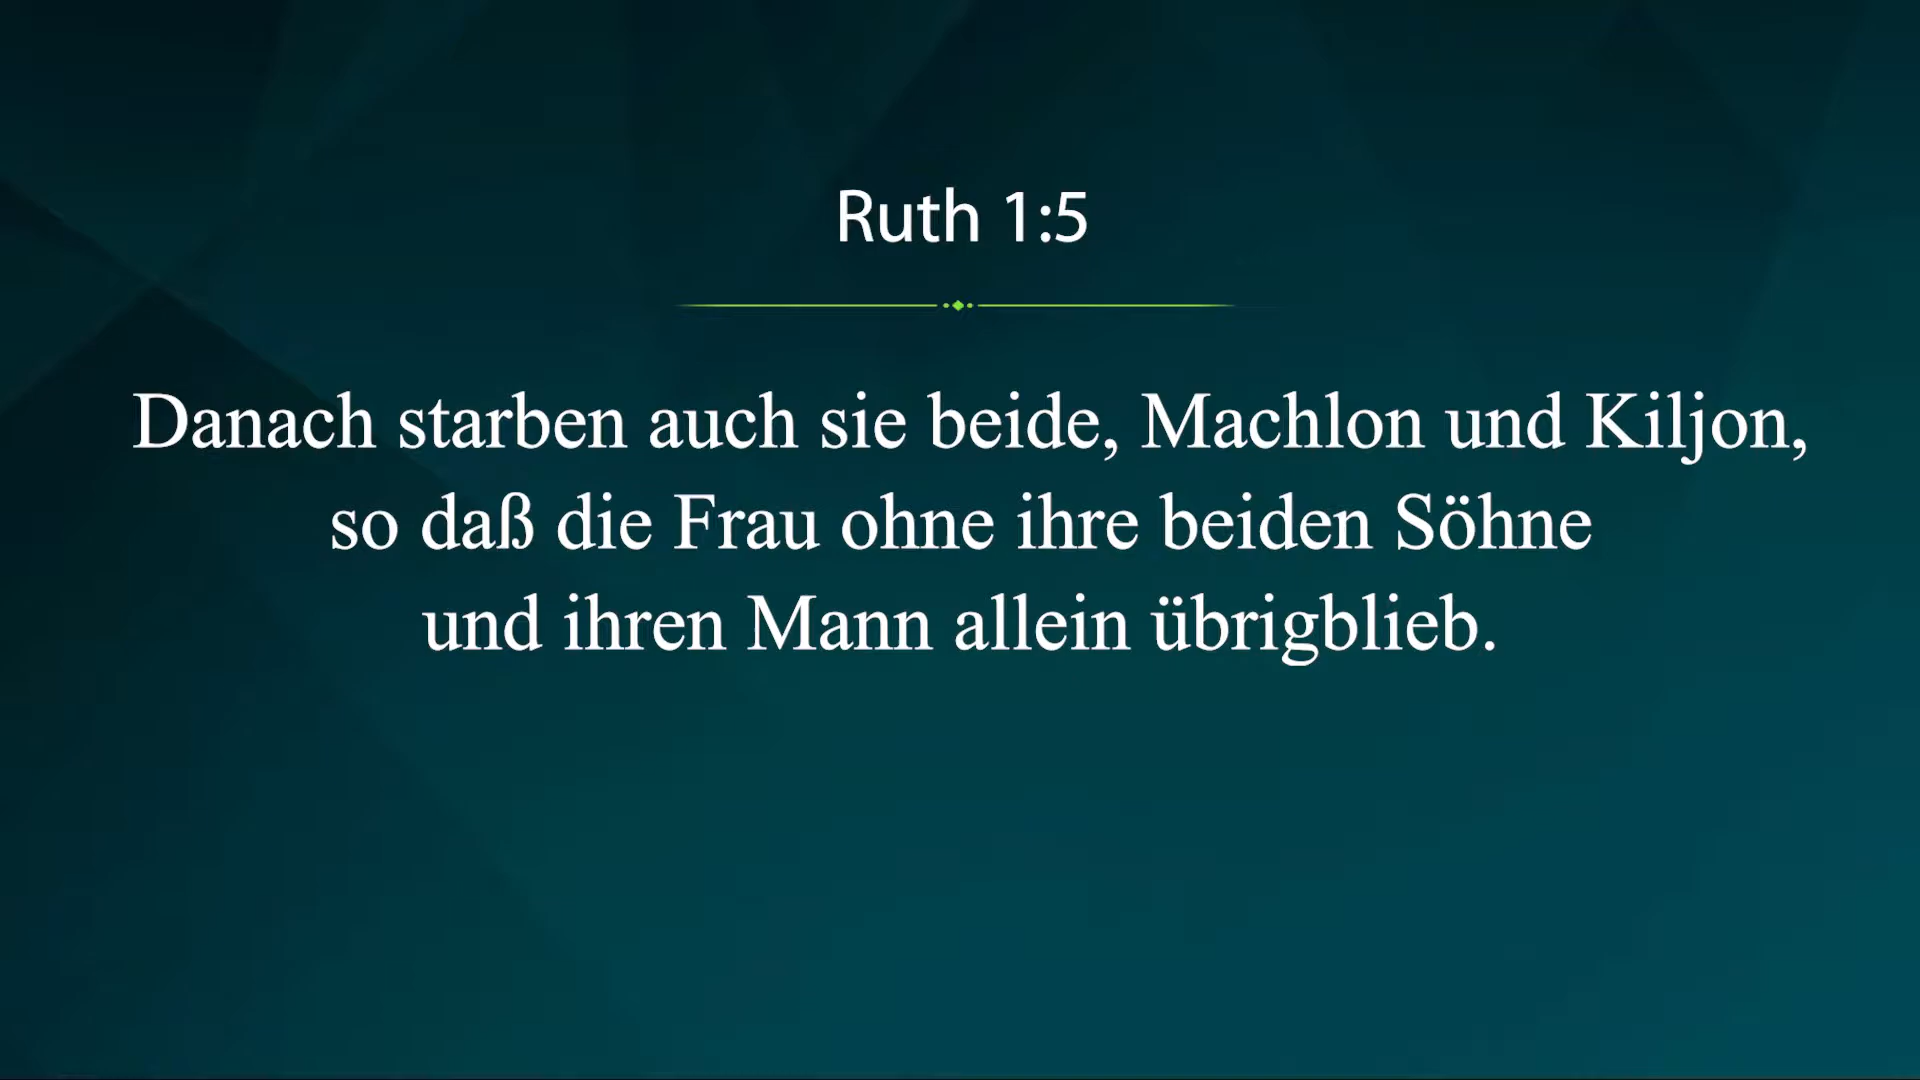 Ruth 1:5
Danach starben auch sie beide, Machlon und Kiljon,
so daß die Frau ohne ihre beiden Söhne
und ihren Mann allein übrigblieb.